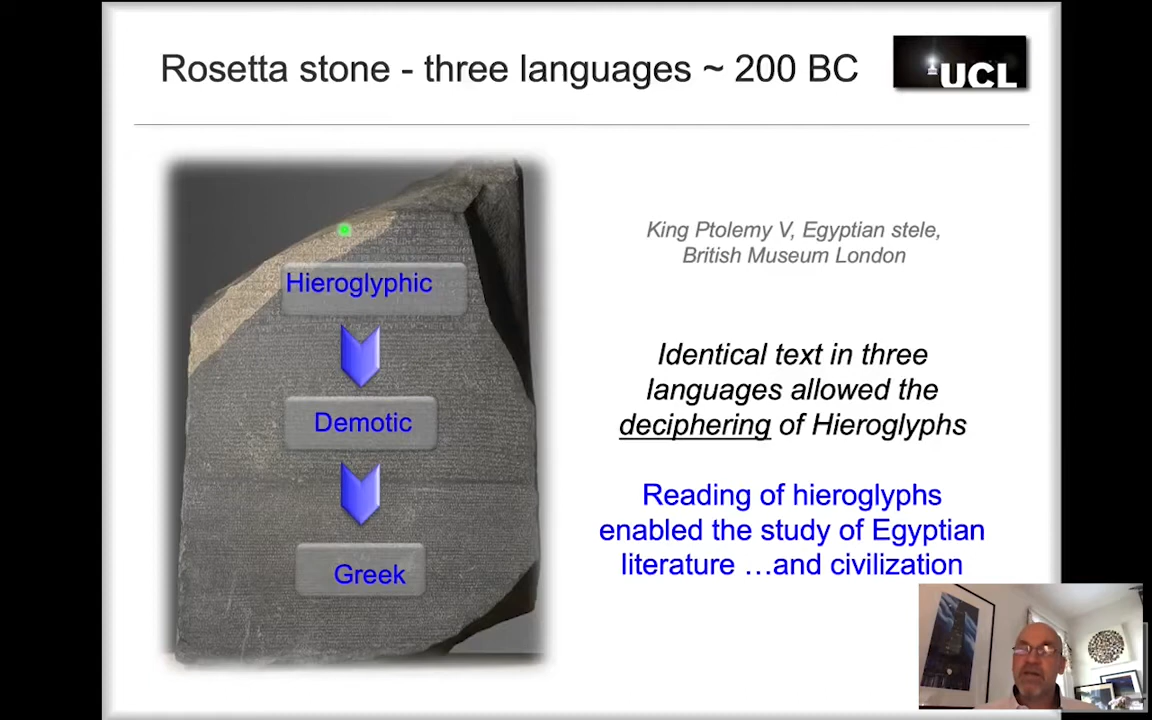 Rosetta stone - three languages ~ 200 BC
UCL
Hieroglyphic
Demotic
Greek
King Ptolemy V, Egyptian stele,
British Museum London
Identical text in three
languages allowed the
deciphering of Hieroglyphs
Reading of hieroglyphs
enabled the study of Egyptian
literature …and civilization